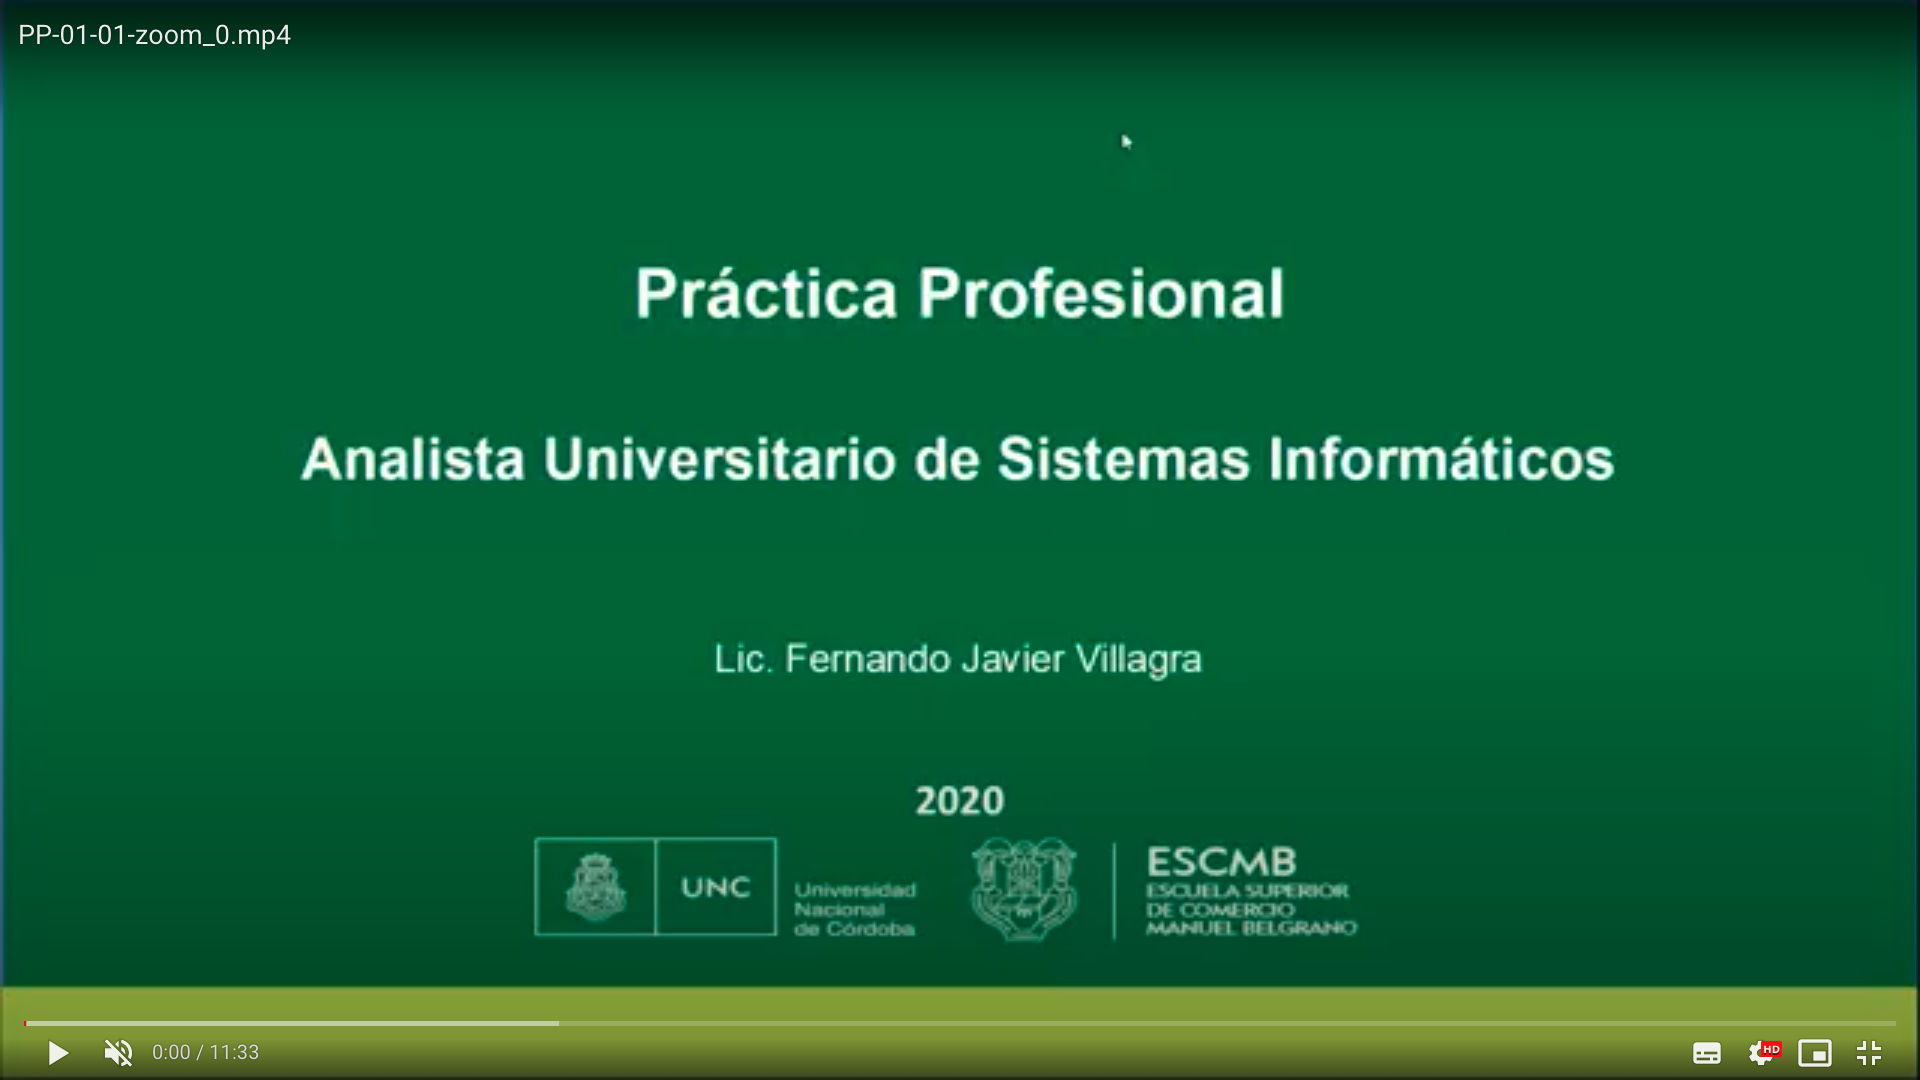 PP-01-01-zoom_0.mp4
Práctica Profesional
Analista Universitario de Sistemas Informáticos
Lic. Fernando Javier Villagra
2020
UNC
Universidad
Nacional
de Córdoba
ESCMB
ESCUELA SUPERIOR
DE COMERCIO
MANUEL BELGRANO
0:00 / 11:33
HD